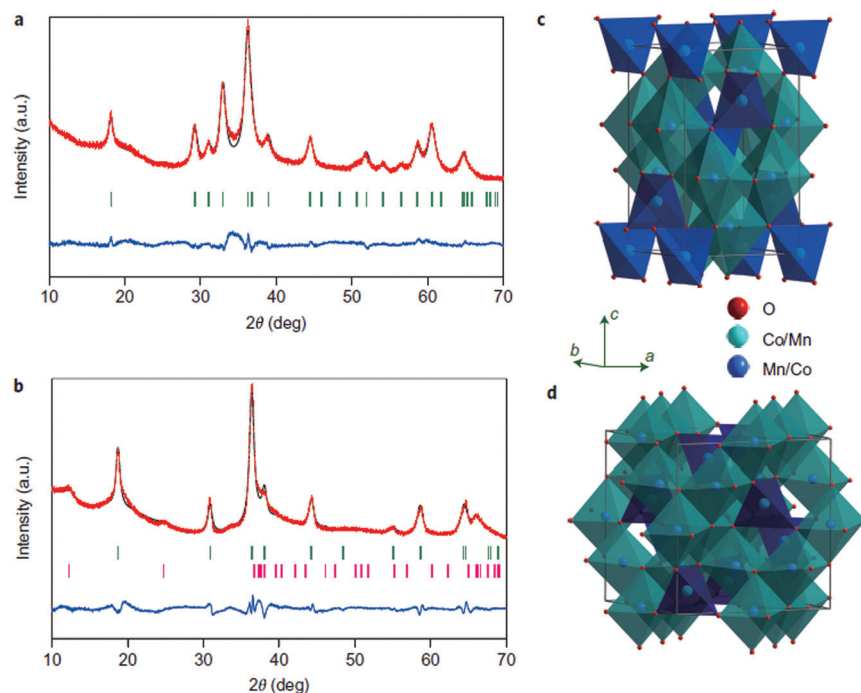 a
Intensity (a.u.)
10 20 30 40 50 60 70
2θ (deg)
b
Intensity (a.u.)
10 20 30 40 50 60 70
2θ (deg)
c
c
b
a
O
Co/Mn
Mn/Co
d